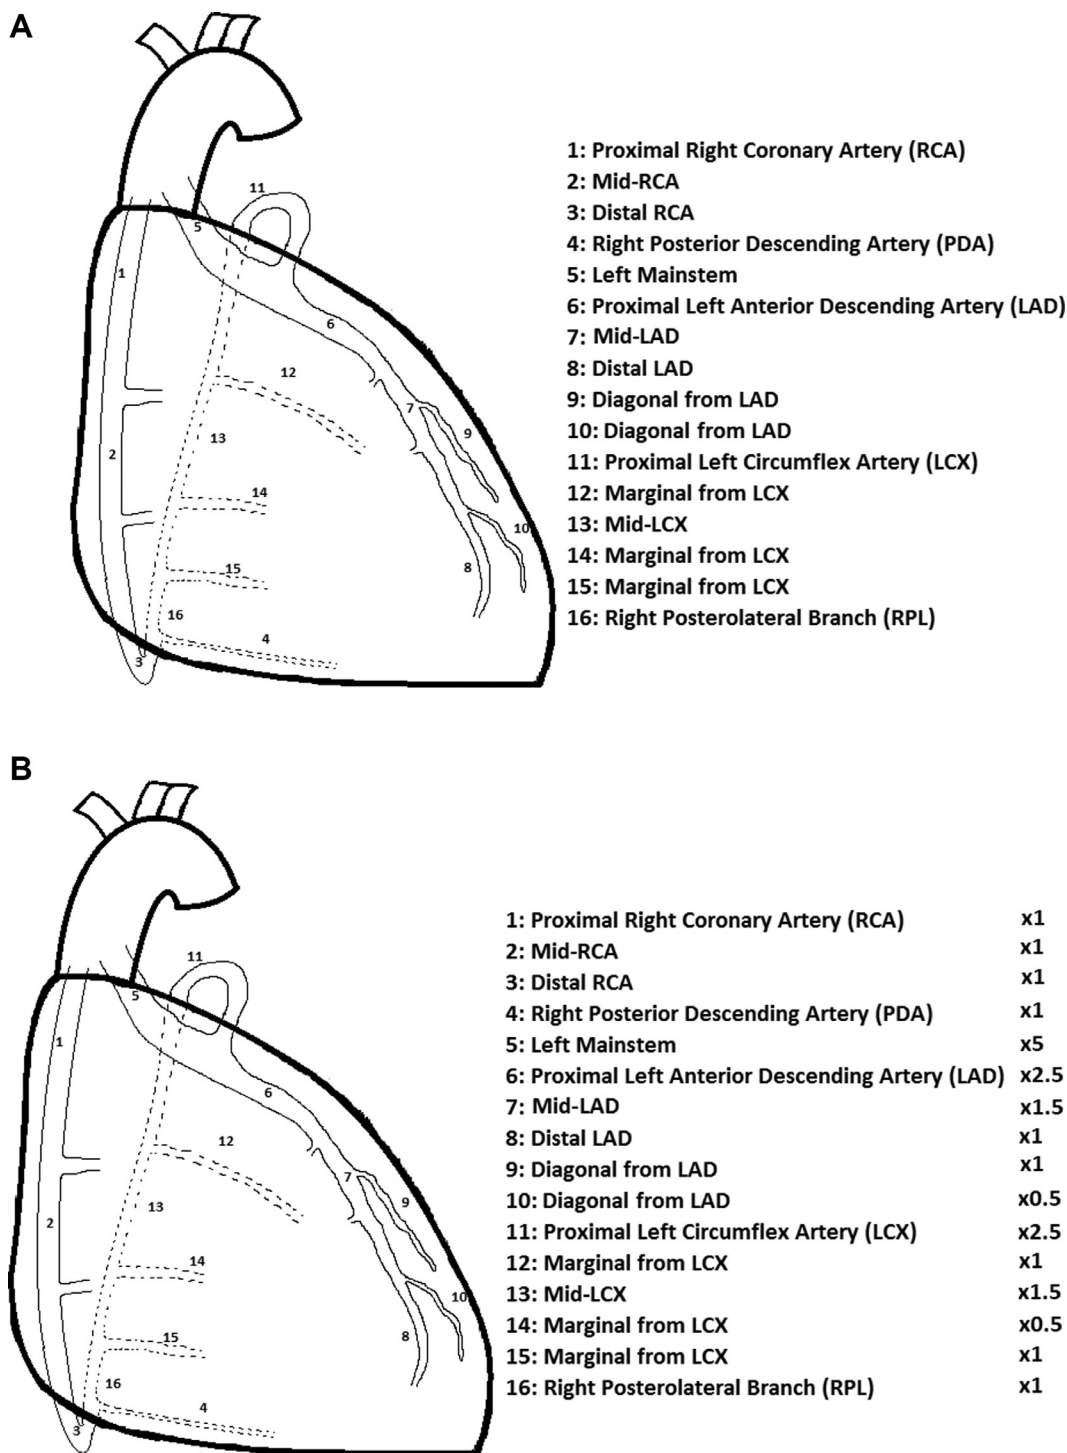 A
11
5
1
6
12
7
13
9
2
14
10
15
8
16
4
3
1: Proximal Right Coronary Artery (RCA)
2: Mid-RCA
3: Distal RCA
4: Right Posterior Descending Artery (PDA)
5: Left Mainstem
6: Proximal Left Anterior Descending Artery (LAD)
7: Mid-LAD
8: Distal LAD
9: Diagonal from LAD
10: Diagonal from LAD
11: Proximal Left Circumflex Artery (LCX)
12: Marginal from LCX
13: Mid-LCX
14: Marginal from LCX
15: Marginal from LCX
16: Right Posterolateral Branch (RPL)
B
11
5
1
6
12
7
9
13
2
14
10
15
8
16
4
3
1: Proximal Right Coronary Artery (RCA) x1
2: Mid-RCA x1
3: Distal RCA x1
4: Right Posterior Descending Artery (PDA) x1
5: Left Mainstem x5
6: Proximal Left Anterior Descending Artery (LAD) x2.5
7: Mid-LAD x1.5
8: Distal LAD x1
9: Diagonal from LAD x1
10: Diagonal from LAD x0.5
11: Proximal Left Circumflex Artery (LCX) x2.5
12: Marginal from LCX x1
13: Mid-LCX x1.5
14: Marginal from LCX x0.5
15: Marginal from LCX x1
16: Right Posterolateral Branch (RPL) x1